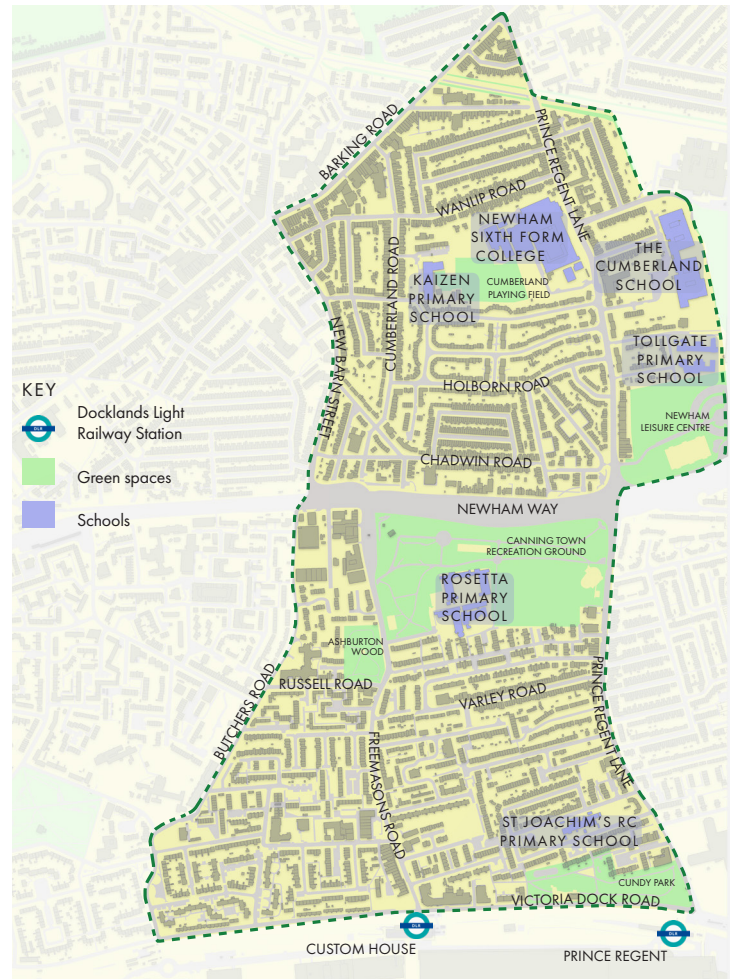 BARKING ROAD
PRINCE REGENT LANE
WANLIP ROAD
NEWHAM
SIXTH FORM
COLLEGE
THE
CUMBERLAND
SCHOOL
CUMBERLAND ROAD
KAIZEN
PRIMARY
SCHOOL
CUMBERLAND
PLAYING FIELD
NEW BARN STREET
TOLLGATE
PRIMARY
SCHOOL
HOLBORN ROAD
KEY
DLR
Docklands Light
Railway Station
Green spaces
Schools
NEWHAM
LEISURE CENTRE
CHADWIN ROAD
NEWHAM WAY
CANNING TOWN
RECREATION GROUND
ROSETTA
PRIMARY
SCHOOL
ASHBURTON
WOOD
RUSSELL ROAD
BUTCHERS ROAD
VARLEY ROAD
PRINCE REGENT LANE
FREEMASONS ROAD
ST JOACHIM'S RC
PRIMARY SCHOOL
CUNDY PARK
VICTORIA DOCK ROAD
DLR
CUSTOM HOUSE
DLR
PRINCE REGENT